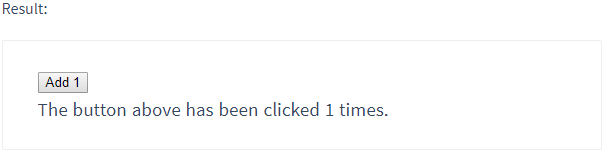 Result:
Add 1
The button above has been clicked 1 times.